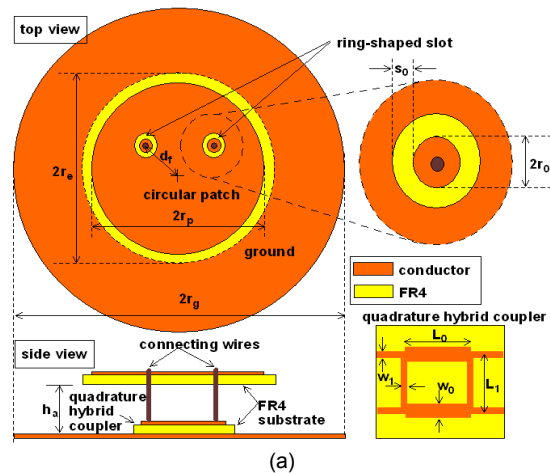 top view
ring-shaped slot
s0
2r0
2re
df
circular patch
2rp
ground
2rg
conductor
FR4
quadrature hybrid coupler
L0
w1
w0
L1
side view
connecting wires
ha
quadrature
hybrid
coupler
FR4
substrate
(a)